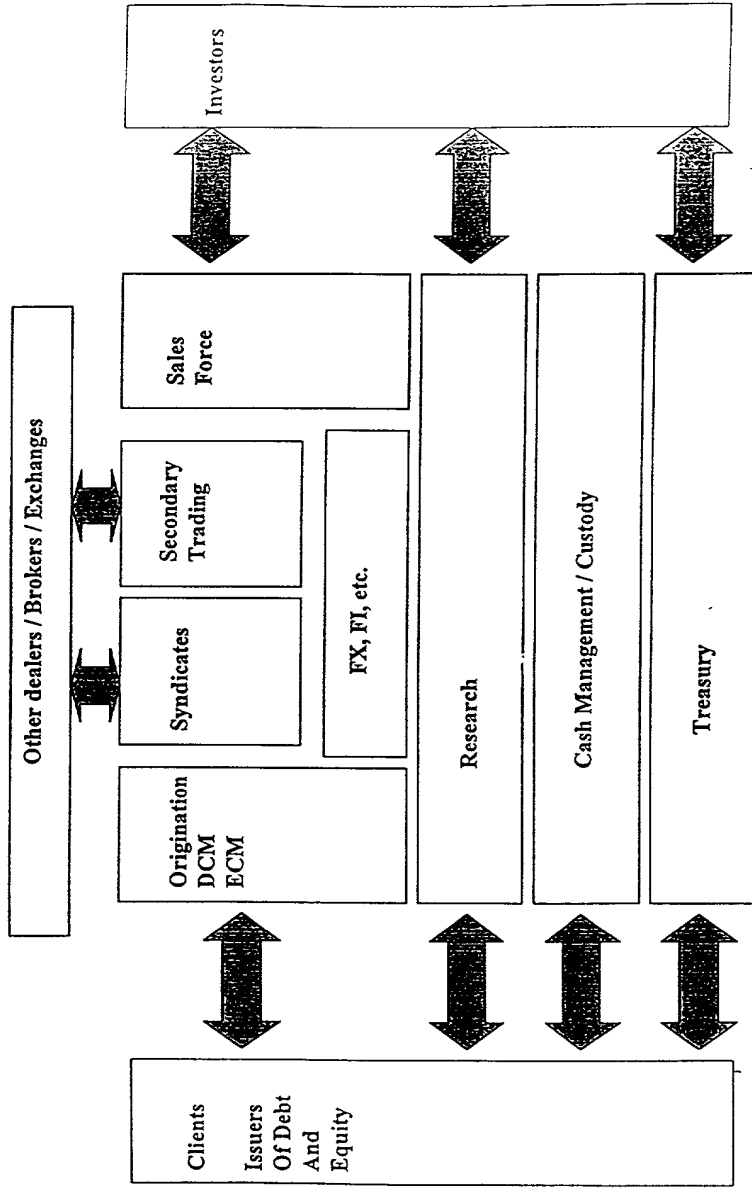 Other dealers / Brokers / Exchanges
Clients
Issuers
Of Debt
And
Equity
Origination
DCM
ECM
Syndicates
Secondary
Trading
Sales
Force
FX, FI, etc.
Research
Cash Management / Custody
Treasury
Investors